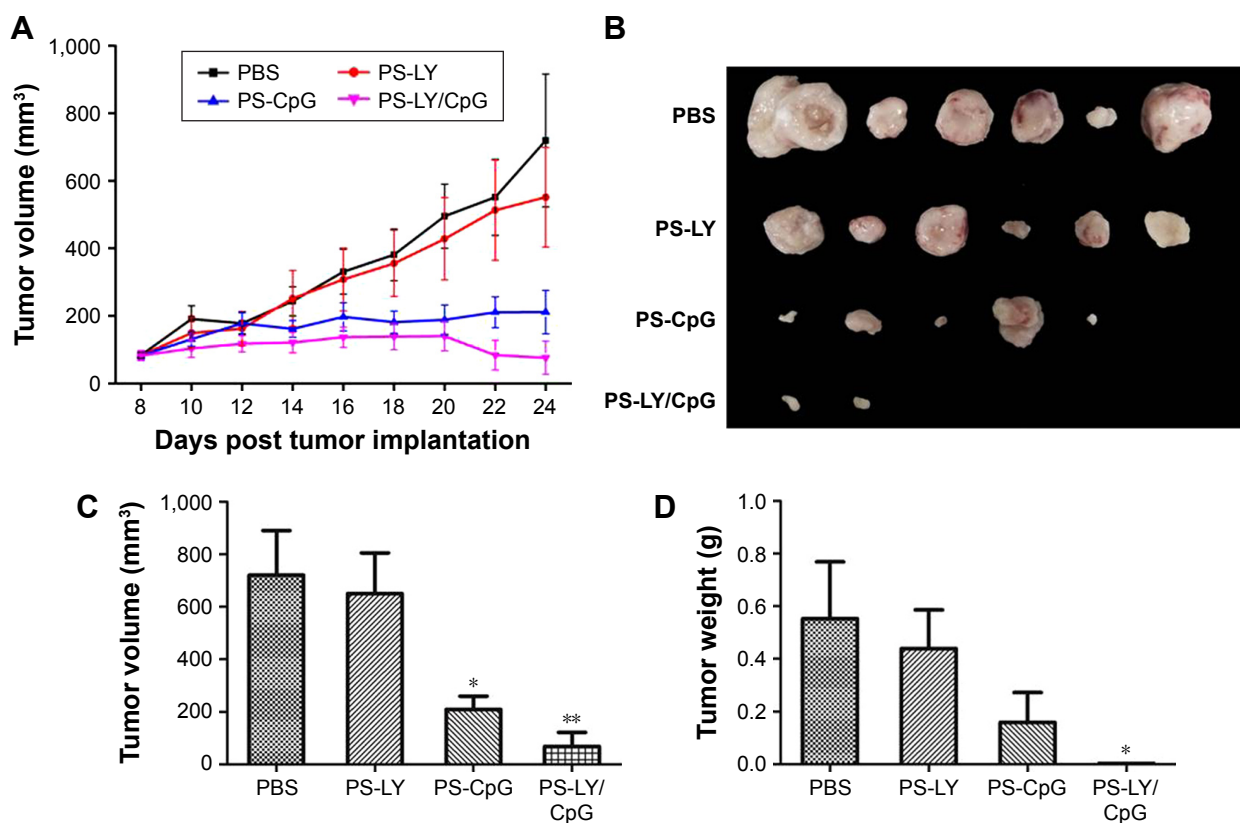 A
Tumor volume (mm³)
1,000
800
600
400
200
0
PBS
PS-LY
PS-CpG
PS-LY/CpG
8 10 12 14 16 18 20 22 24
Days post tumor implantation
B
PBS
PS-LY
PS-CpG
PS-LY/CpG
C
Tumor volume (mm³)
1,000
800
600
400
200
0
*
**
PBS PS-LY PS-CpG PS-LY/
CpG
D
Tumor weight (g)
1.0
0.8
0.6
0.4
0.2
0.0
*
PBS PS-LY PS-CpG PS-LY/
CpG